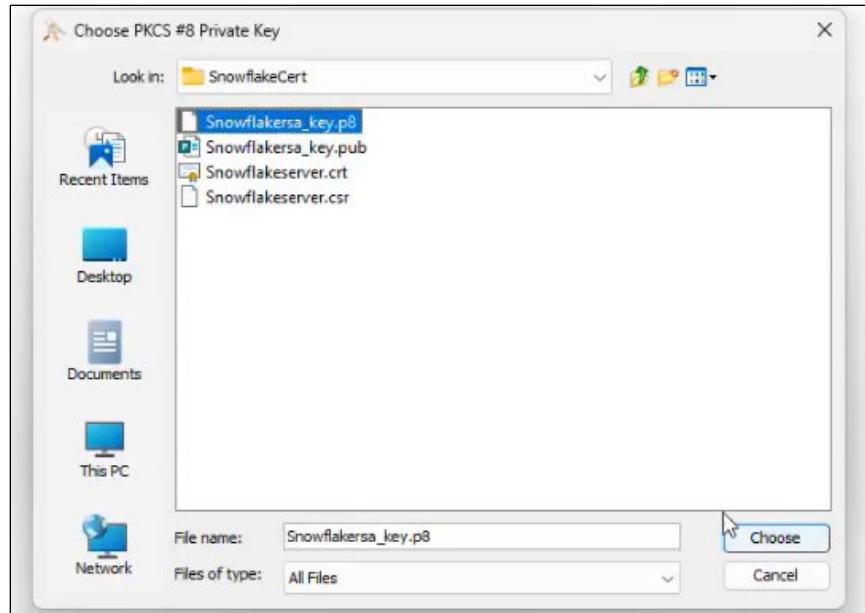 Choose PKCS #8 Private Key
Look in: SnowflakeCert
Snowflakersa_key.p8
Snowflakersa_key.pub
Snowflakeserver.crt
Snowflakeserver.csr
Recent Items
Desktop
Documents
This PC
Network
File name: Snowflakersa_key.p8 Choose
Files of type: All Files Cancel